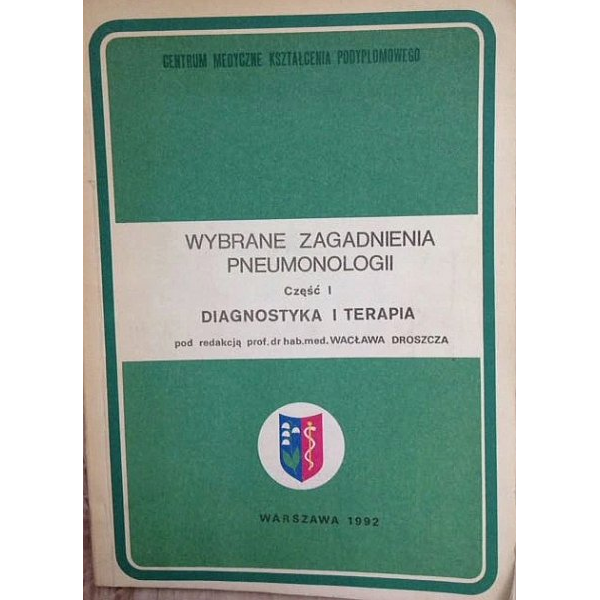 CENTRUM MEDYCZNE KSZTAŁCENIA PODYPLOMOWEGO
WYBRANE ZAGADNIENIA
PNEUMONOLOGII
Część I
DIAGNOSTYKA I TERAPIA
pod redakcją prof. dr hab. med. WACŁAWA DROSZCZA
WARSZAWA 1992